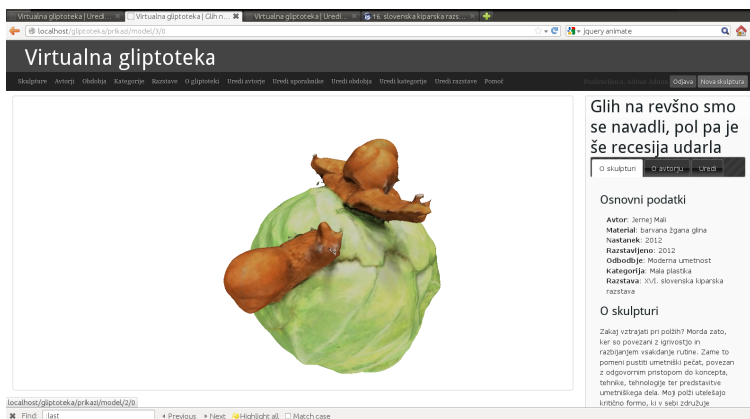 Virtualna gliptoteka | Uredi...
Virtualna gliptoteka | Glih n...
Virtualna gliptoteka | Uredi...
16. slovenska kiparska razs...
localhost/gliptoteka/prikazi/model/3/0
jquery animate
Virtualna gliptoteka
Skulpture Avtorji Obdobja Kategorije Razstave O gliptoteki Uredi avtorje Uredi uporabnike Uredi obdobja Uredi kategorije Uredi razstave Pomoč
Odjava Nova skulptura
Glih na revšno smo
se navadli, pol pa je
še recesija udarla
O skulpturi O avtorju Uredi
Osnovni podatki
Avtor: Jernej Mali
Material: barvana žgana glina
Nastanek: 2012
Razstavljeno: 2012
Odbodbje: Moderna umetnost
Kategorija: Mala plastika
Razstava: XVI. slovenska kiparska
razstava
O skulpturi
Zakaj vztrajati pri polžih? Morda zato,
ker so povezani z igrivostjo in
razbijanjem vsakdanje rutine. Zame to
pomeni pustiti umetniški pečat, povezan
z odgovornim pristopom do koncepta,
tehnike, tehnologije ter predstavitve
umetniškega dela. Moji polži utelešajo
kritično formo, ki v sebi združuje
localhost/gliptoteka/prikazi/model/2/0
Find: :last Previous Next Highlight all Match case